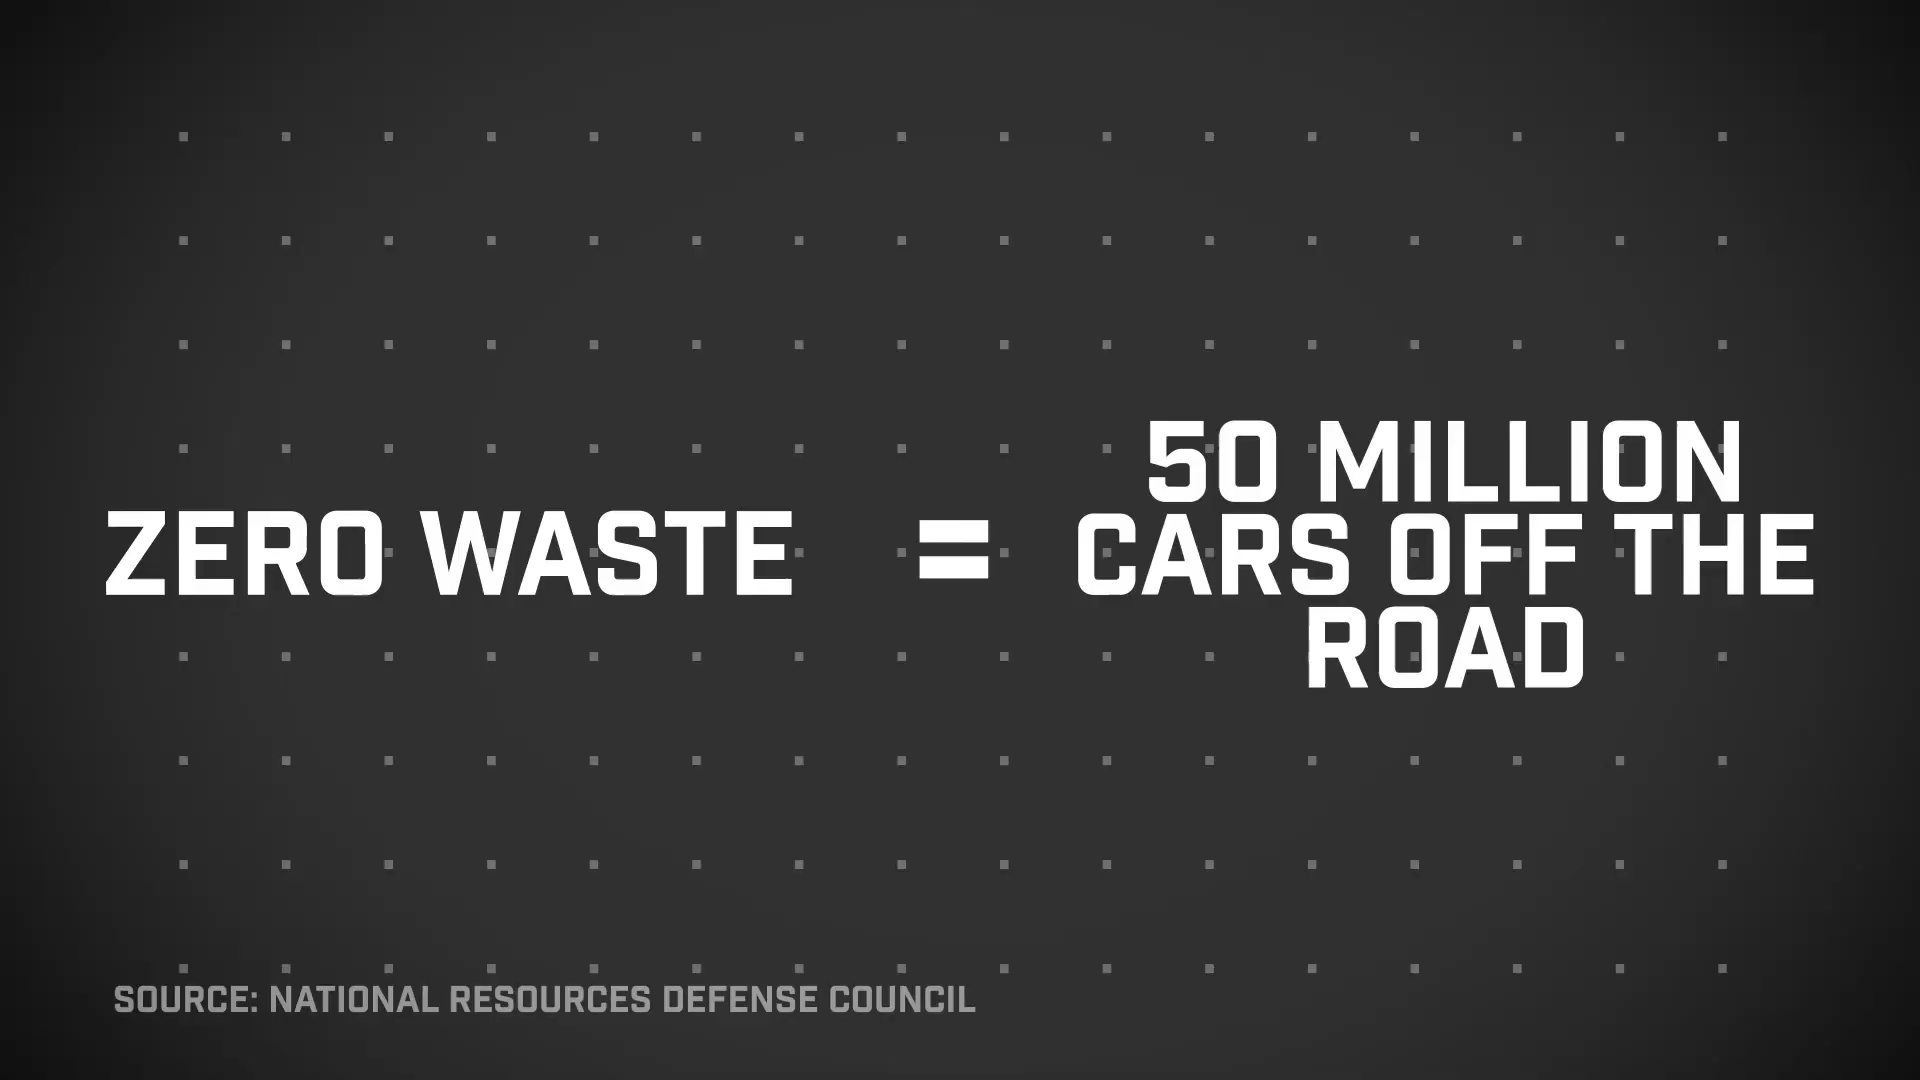 ZERO WASTE
=
50 MILLION
CARS OFF THE
ROAD
SOURCE: NATIONAL RESOURCES DEFENSE COUNCIL